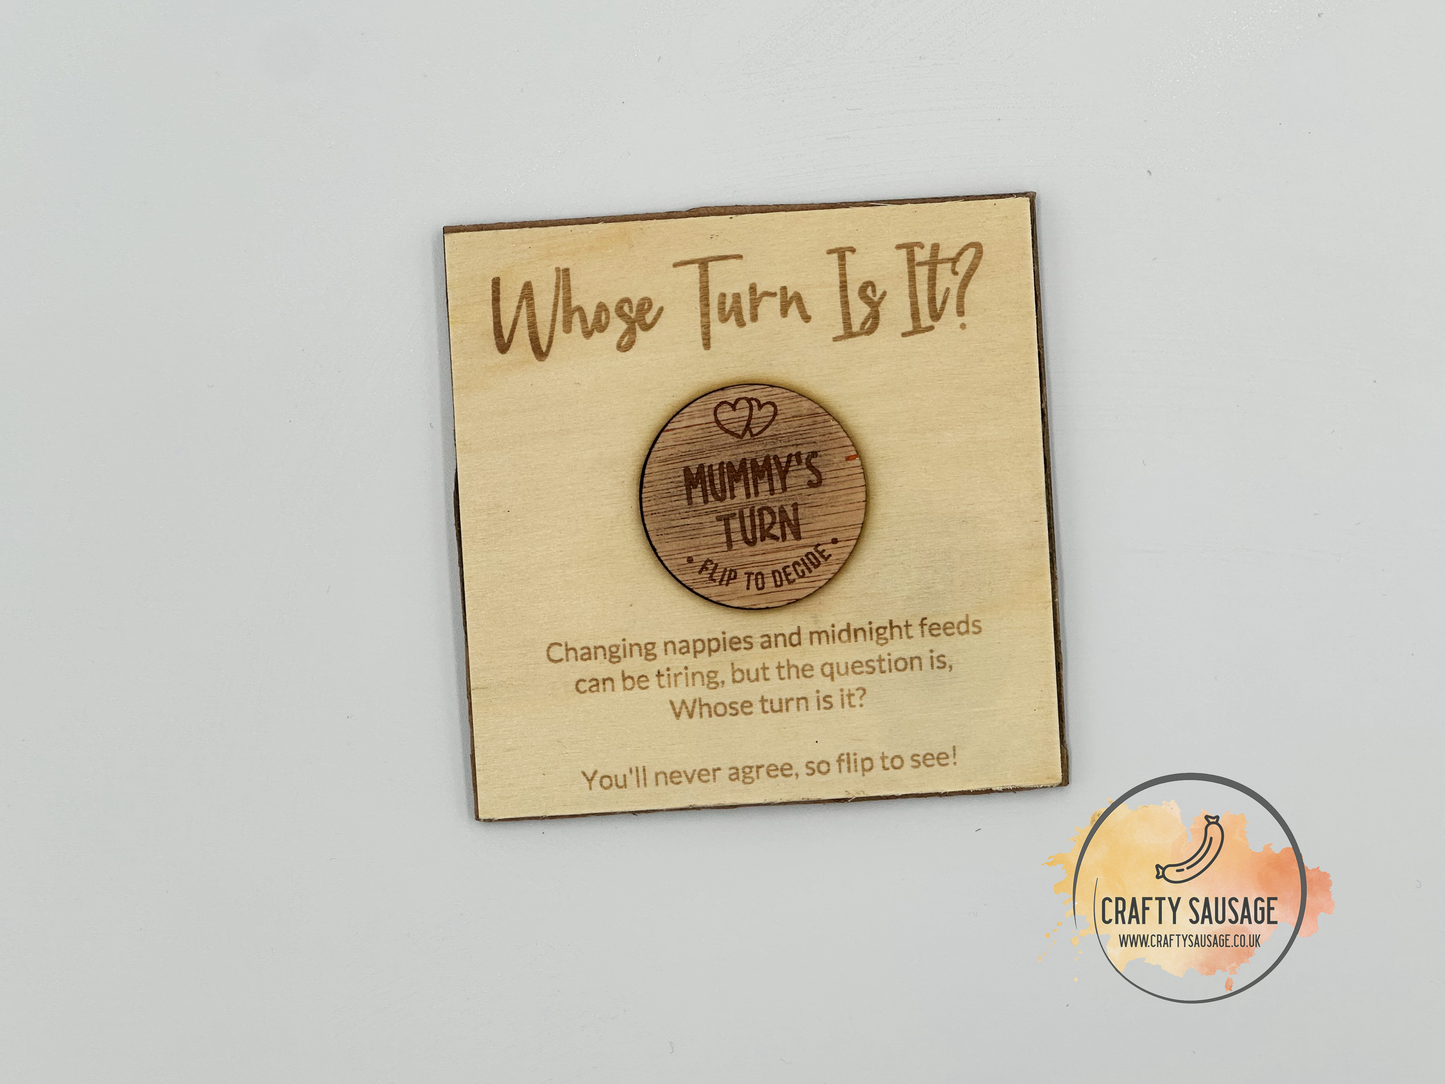 Whose Turn Is It?
MUMMY'S
TURN
• FLIP TO DECIDE •
Changing nappies and midnight feeds
can be tiring, but the question is,
Whose turn is it?
You'll never agree, so flip to see!
CRAFTY SAUSAGE
WWW.CRAFTYSAUSAGE.CO.UK